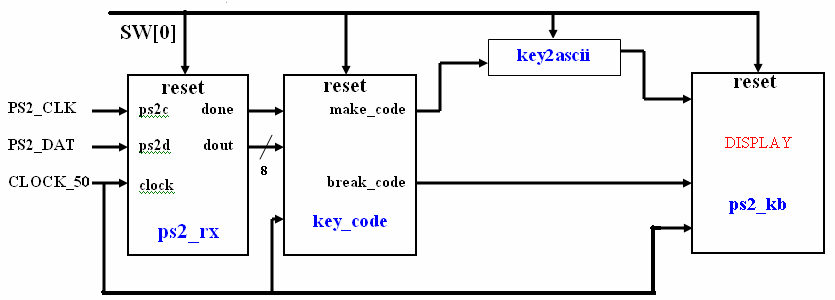 SW[0]
key2ascii
reset
reset
reset
PS2_CLK
ps2c
done
make_code
PS2_DAT
ps2d
dout
DISPLAY
8
CLOCK_50
clock
break_code
ps2_rx
key_code
ps2_kb